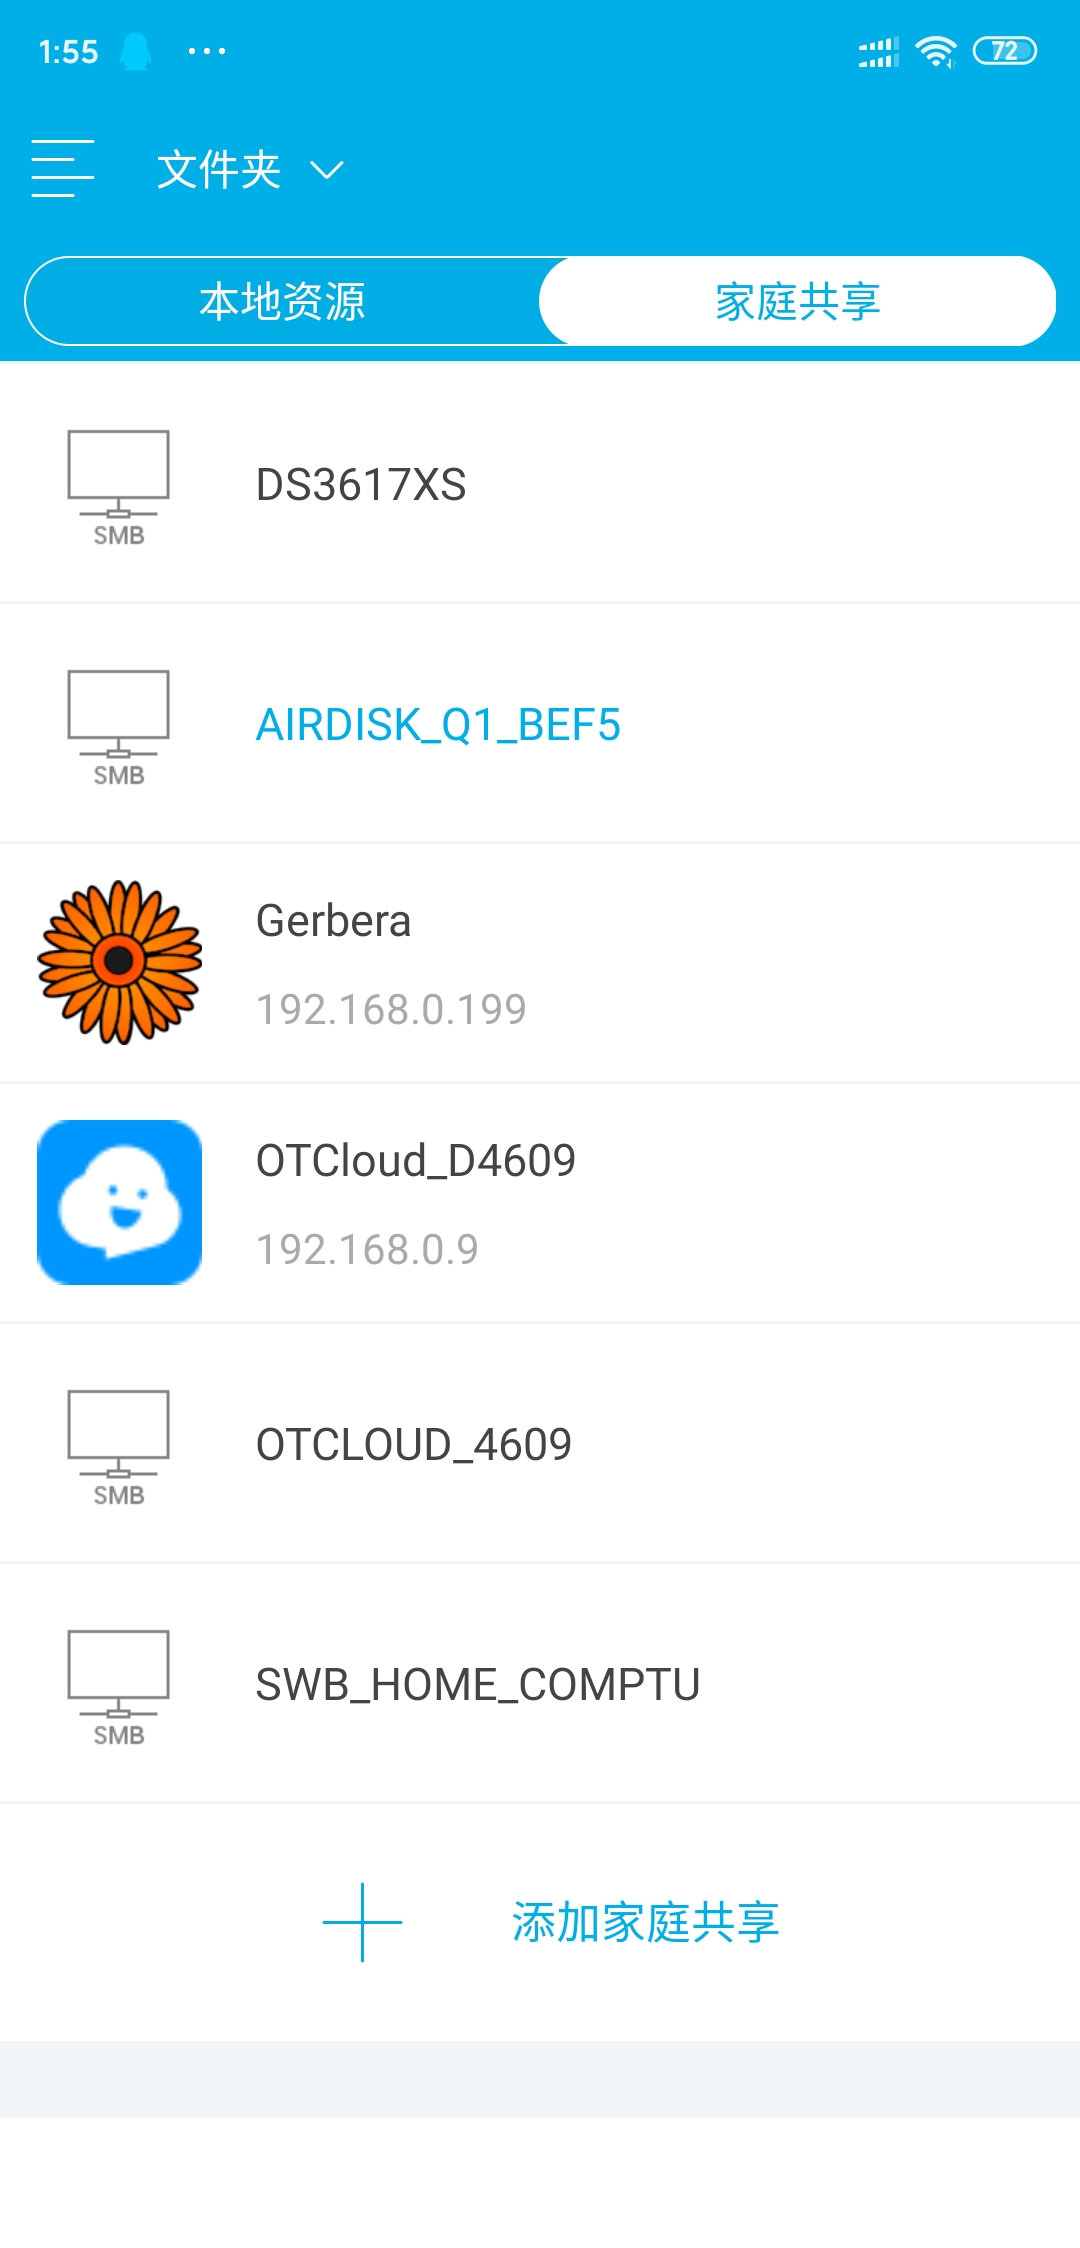 1:55
72
文件夹
本地资源
家庭共享
SMB
DS3617XS
SMB
AIRDISK_Q1_BEF5
Gerbera
192.168.0.199
OTCloud_D4609
192.168.0.9
SMB
OTCLOUD_4609
SMB
SWB_HOME_COMPTU
添加家庭共享